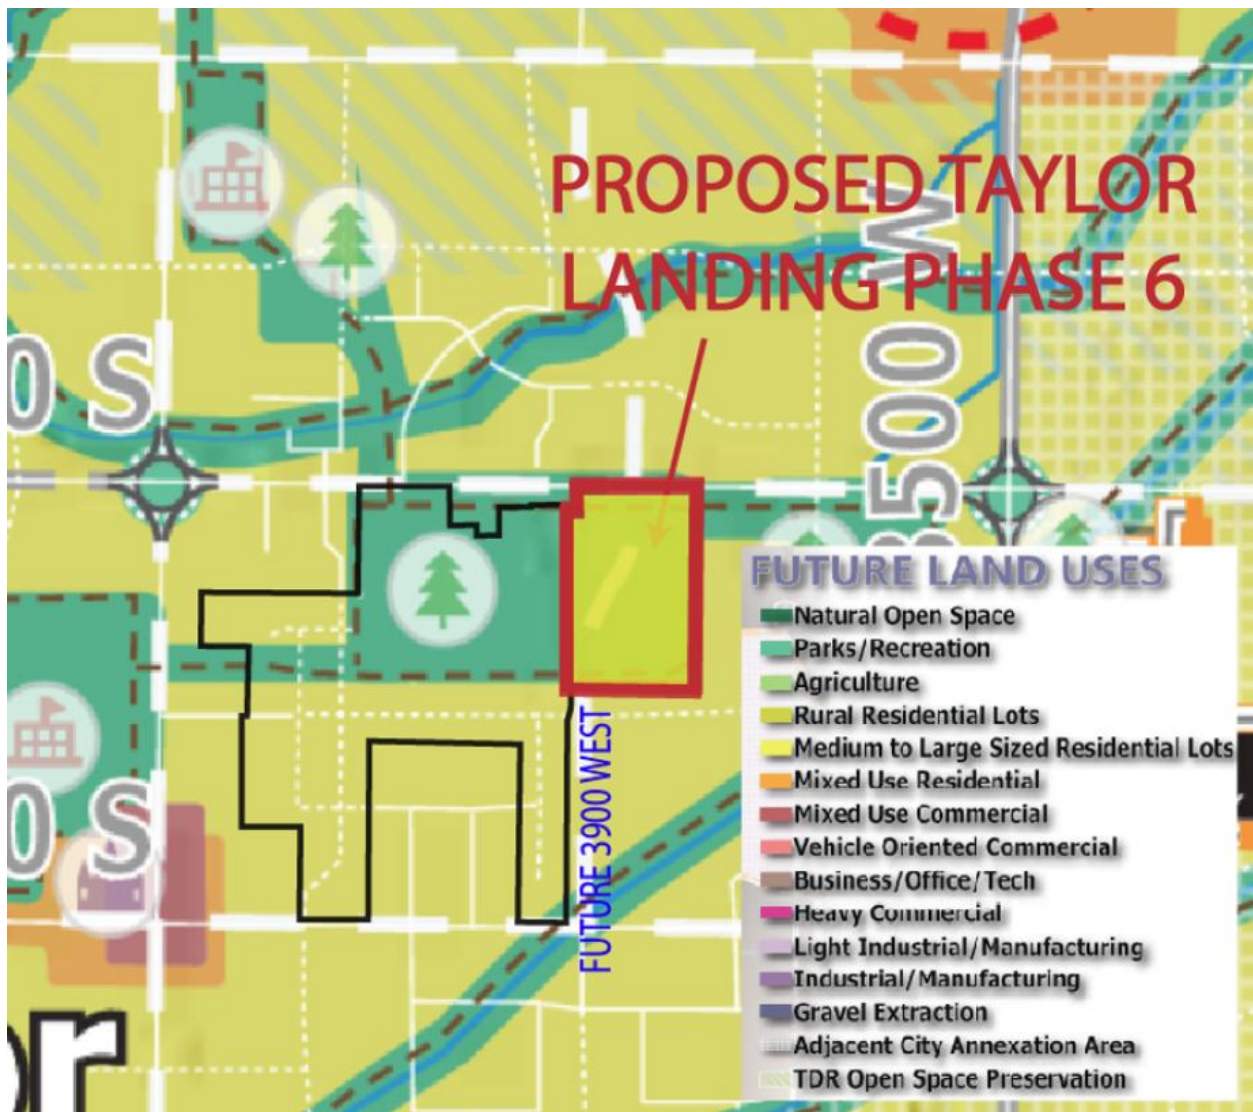 PROPOSED TAYLOR
LANDING PHASE 6
0 S
3500 W
FUTURE LAND USES
Natural Open Space
Parks/Recreation
Agriculture
Rural Residential Lots
Medium to Large Sized Residential Lots
Mixed Use Residential
Mixed Use Commercial
Vehicle Oriented Commercial
Business/Office/Tech
Heavy Commercial
Light Industrial/Manufacturing
Industrial/Manufacturing
Gravel Extraction
Adjacent City Annexation Area
TDR Open Space Preservation
FUTURE 3900 WEST
0 S
or